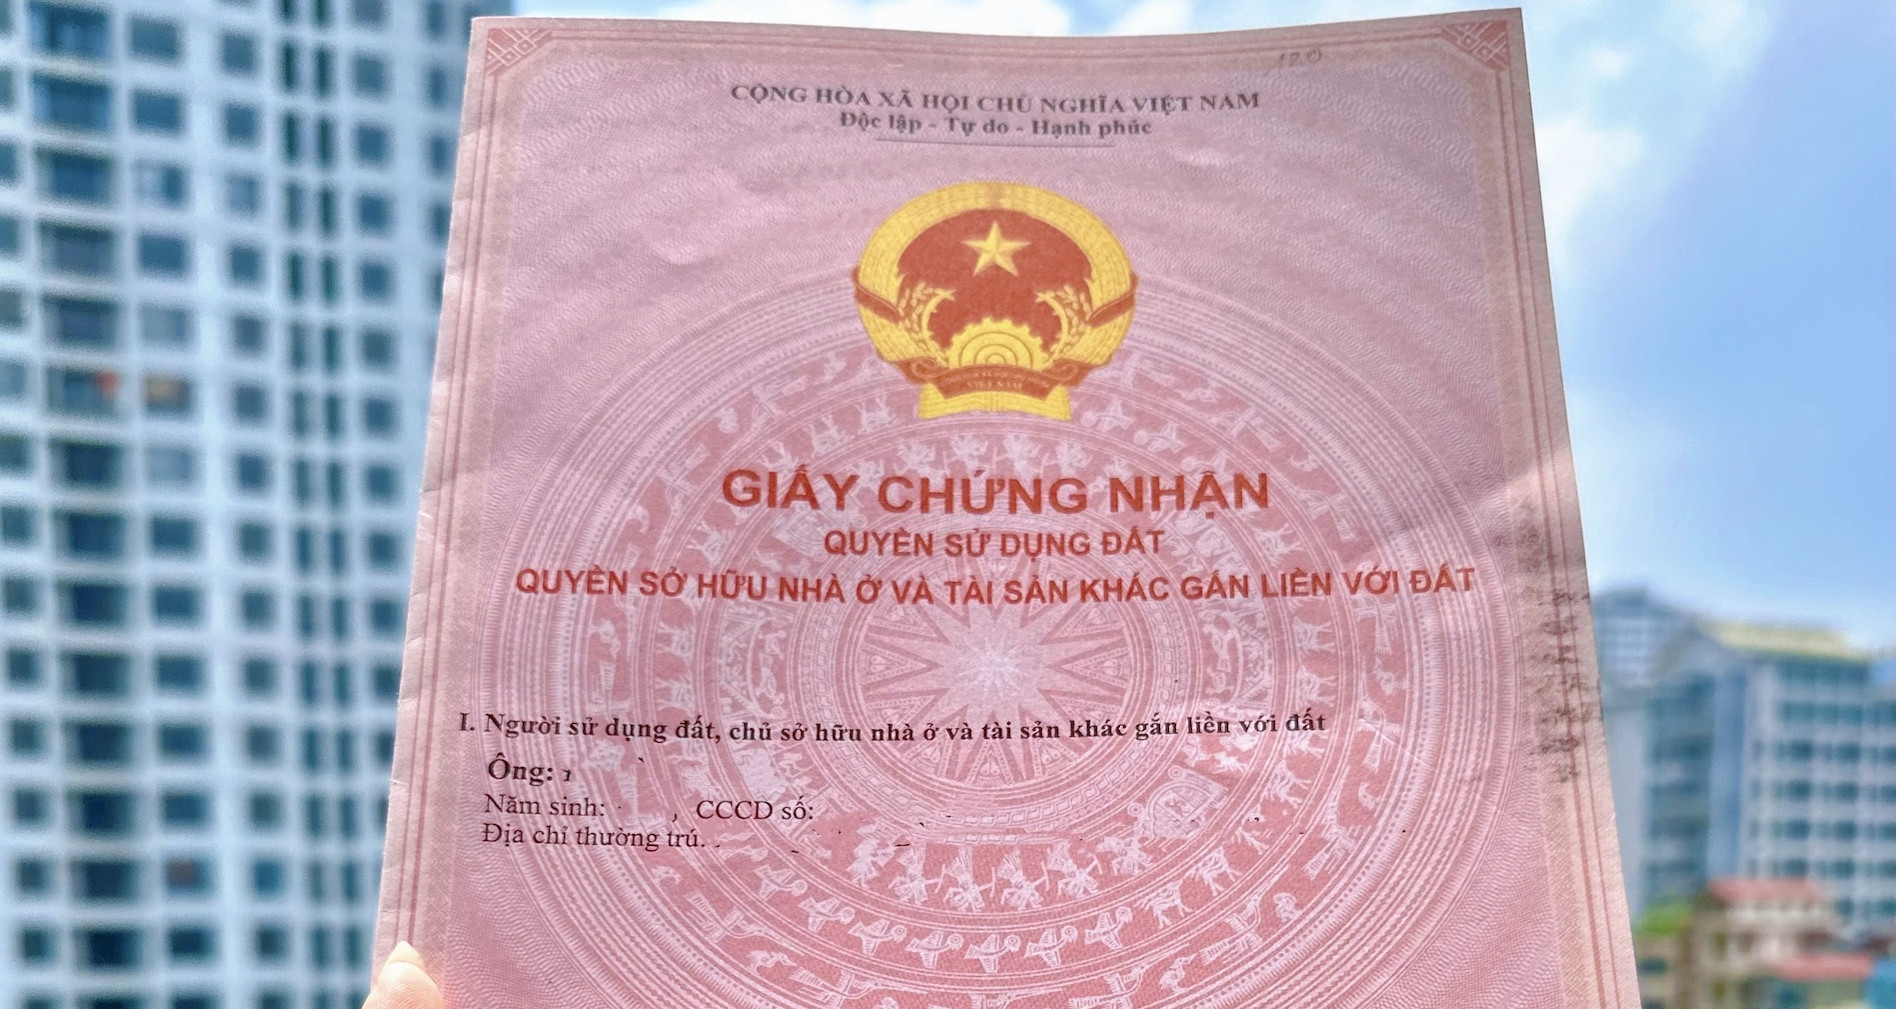 CỘNG HÒA XÃ HỘI CHỦ NGHĨA VIỆT NAM
Độc lập - Tự do - Hạnh phúc
VIỆT NAM
GIẤY CHỨNG NHẬN
QUYỀN SỬ DỤNG ĐẤT
QUYỀN SỞ HỮU NHÀ Ở VÀ TÀI SẢN KHÁC GẮN LIỀN VỚI ĐẤT
I. Người sử dụng đất, chủ sở hữu nhà ở và tài sản khác gắn liền với đất
Ông:
Năm sinh: , CCCD số:
Địa chỉ thường trú.